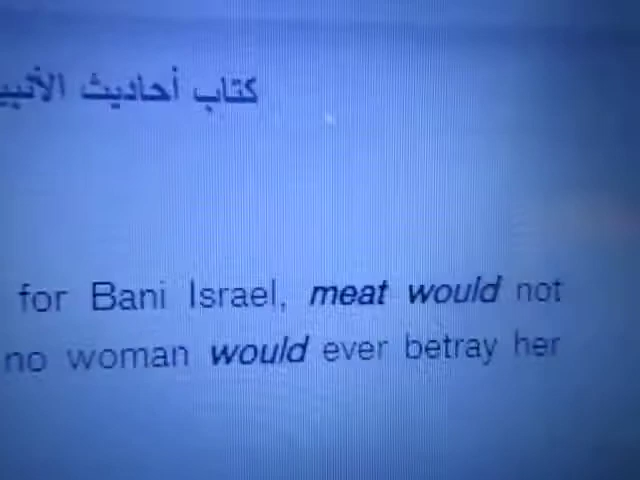 كتاب أحاديث
for Bani Israel, meat would not
no woman would ever betray her